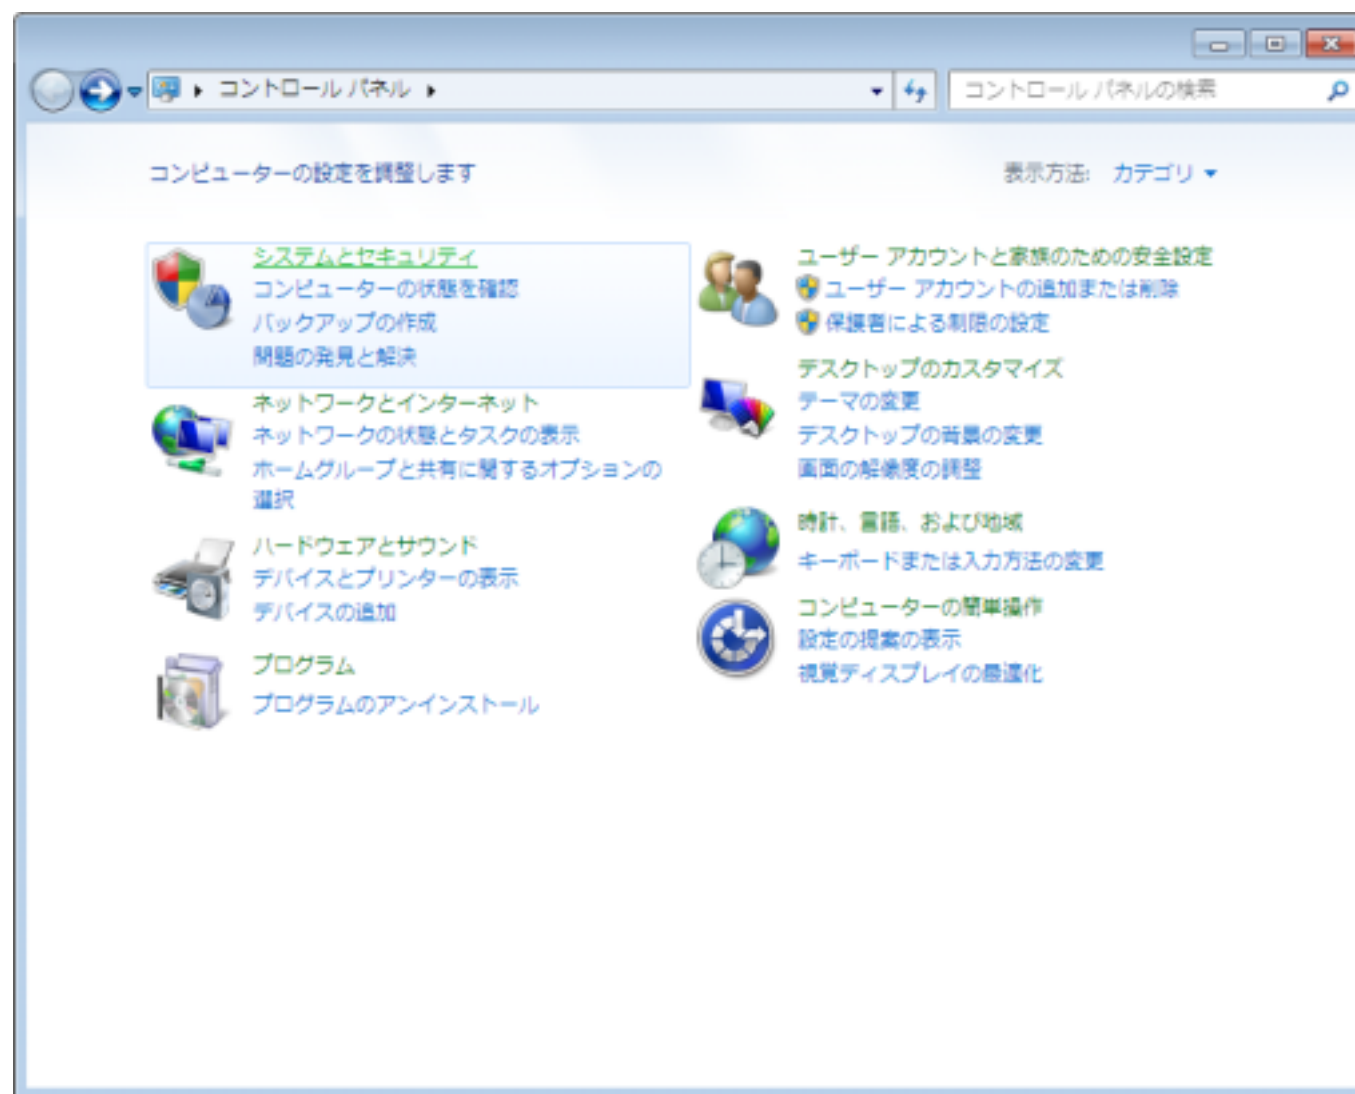 コントロール パネル
コントロール パネルの検索
コンピューターの設定を調整します
表示方法: カテゴリ
システムとセキュリティ
コンピューターの状態を確認
バックアップの作成
問題の発見と解決
ネットワークとインターネット
ネットワークの状態とタスクの表示
ホームグループと共有に関するオプションの
選択
ハードウェアとサウンド
デバイスとプリンターの表示
デバイスの追加
プログラム
プログラムのアンインストール
ユーザー アカウントと家族のための安全設定
ユーザー アカウントの追加または削除
保護者による制限の設定
デスクトップのカスタマイズ
テーマの変更
デスクトップの背景の変更
画面の解像度の調整
時計、言語、および地域
キーボードまたは入力方法の変更
コンピューターの簡単操作
設定の提案の表示
視覚ディスプレイの最適化